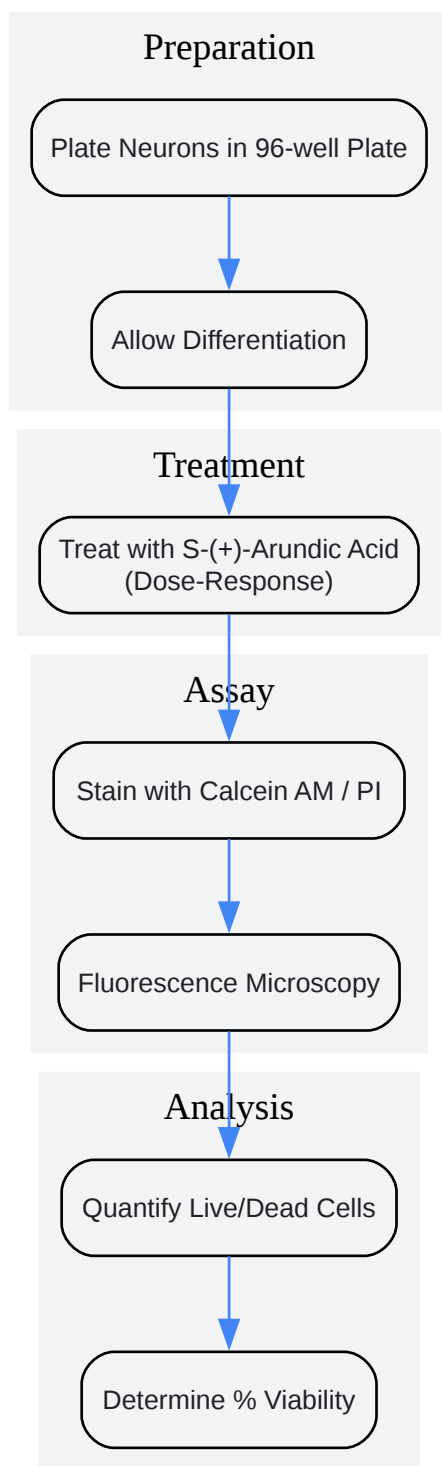 Preparation
Plate Neurons in 96-well Plate
Allow Differentiation
Treatment
Treat with S-(+)-Arundic Acid
(Dose-Response)
Assay
Stain with Calcein AM / PI
Fluorescence Microscopy
Analysis
Quantify Live/Dead Cells
Determine % Viability